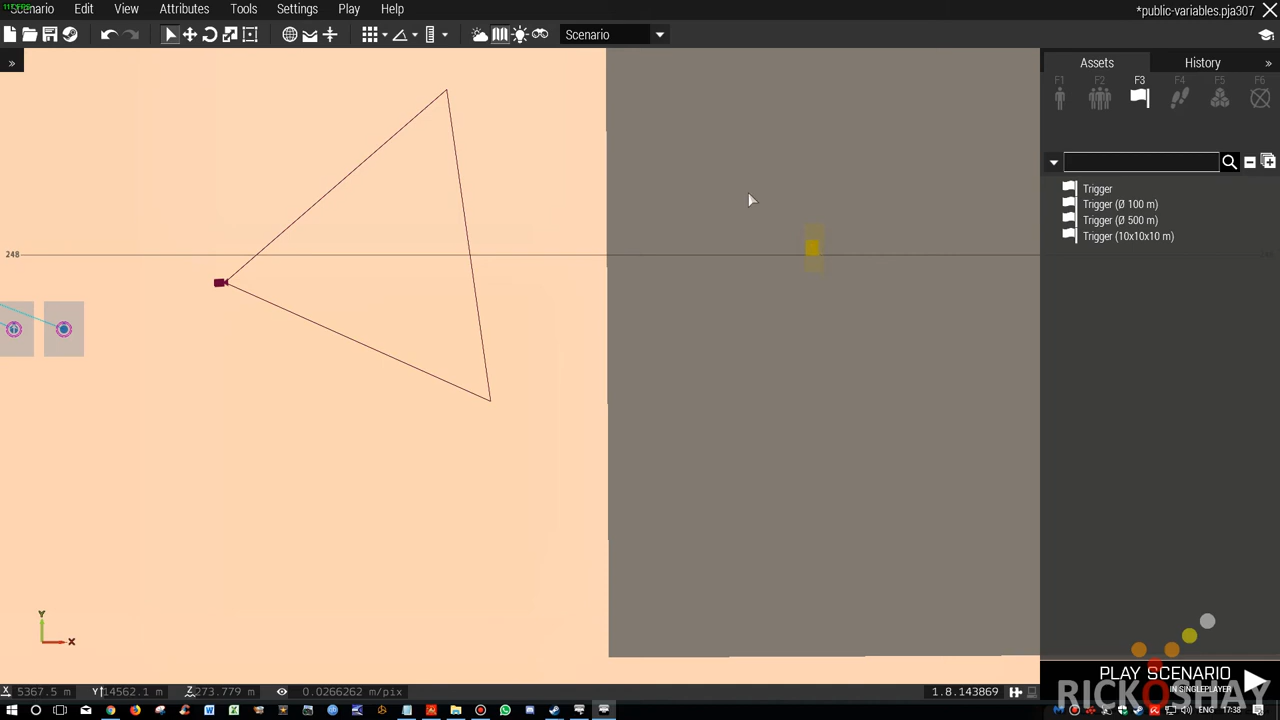 Scenario Edit View Attributes Tools Settings Play Help
*public-variables.pja307
Scenario
Assets History
F1 F2 F3 F4 F5 F6
Trigger
Trigger (Ø 100 m)
Trigger (Ø 500 m)
Trigger (10x10x10 m)
248
Y
X
PLAY SCENARIO
IN SINGLEPLAYER
RICKOSHAY
X 5367.5 m Y 14562.1 m Z 273.779 m 0.0266262 m/pix 1.8.143869
ENG 17:38